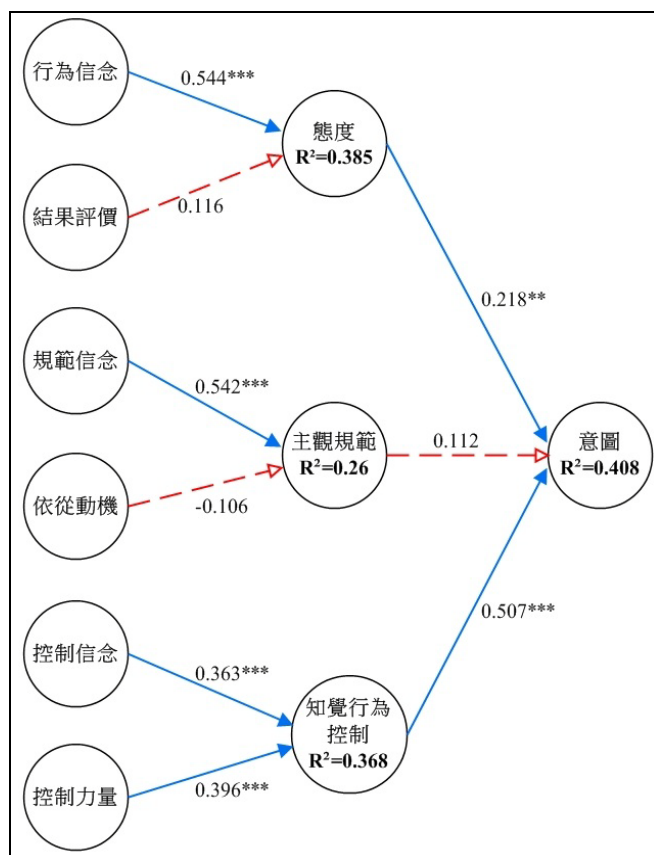 行為信念
0.544***
態度
R²=0.385
結果評價
0.116
0.218**
規範信念
0.542***
主觀規範
R²=0.26
0.112
意圖
R²=0.408
依從動機
-0.106
0.507***
控制信念
0.363***
知覺行為
控制
R²=0.368
控制力量
0.396***